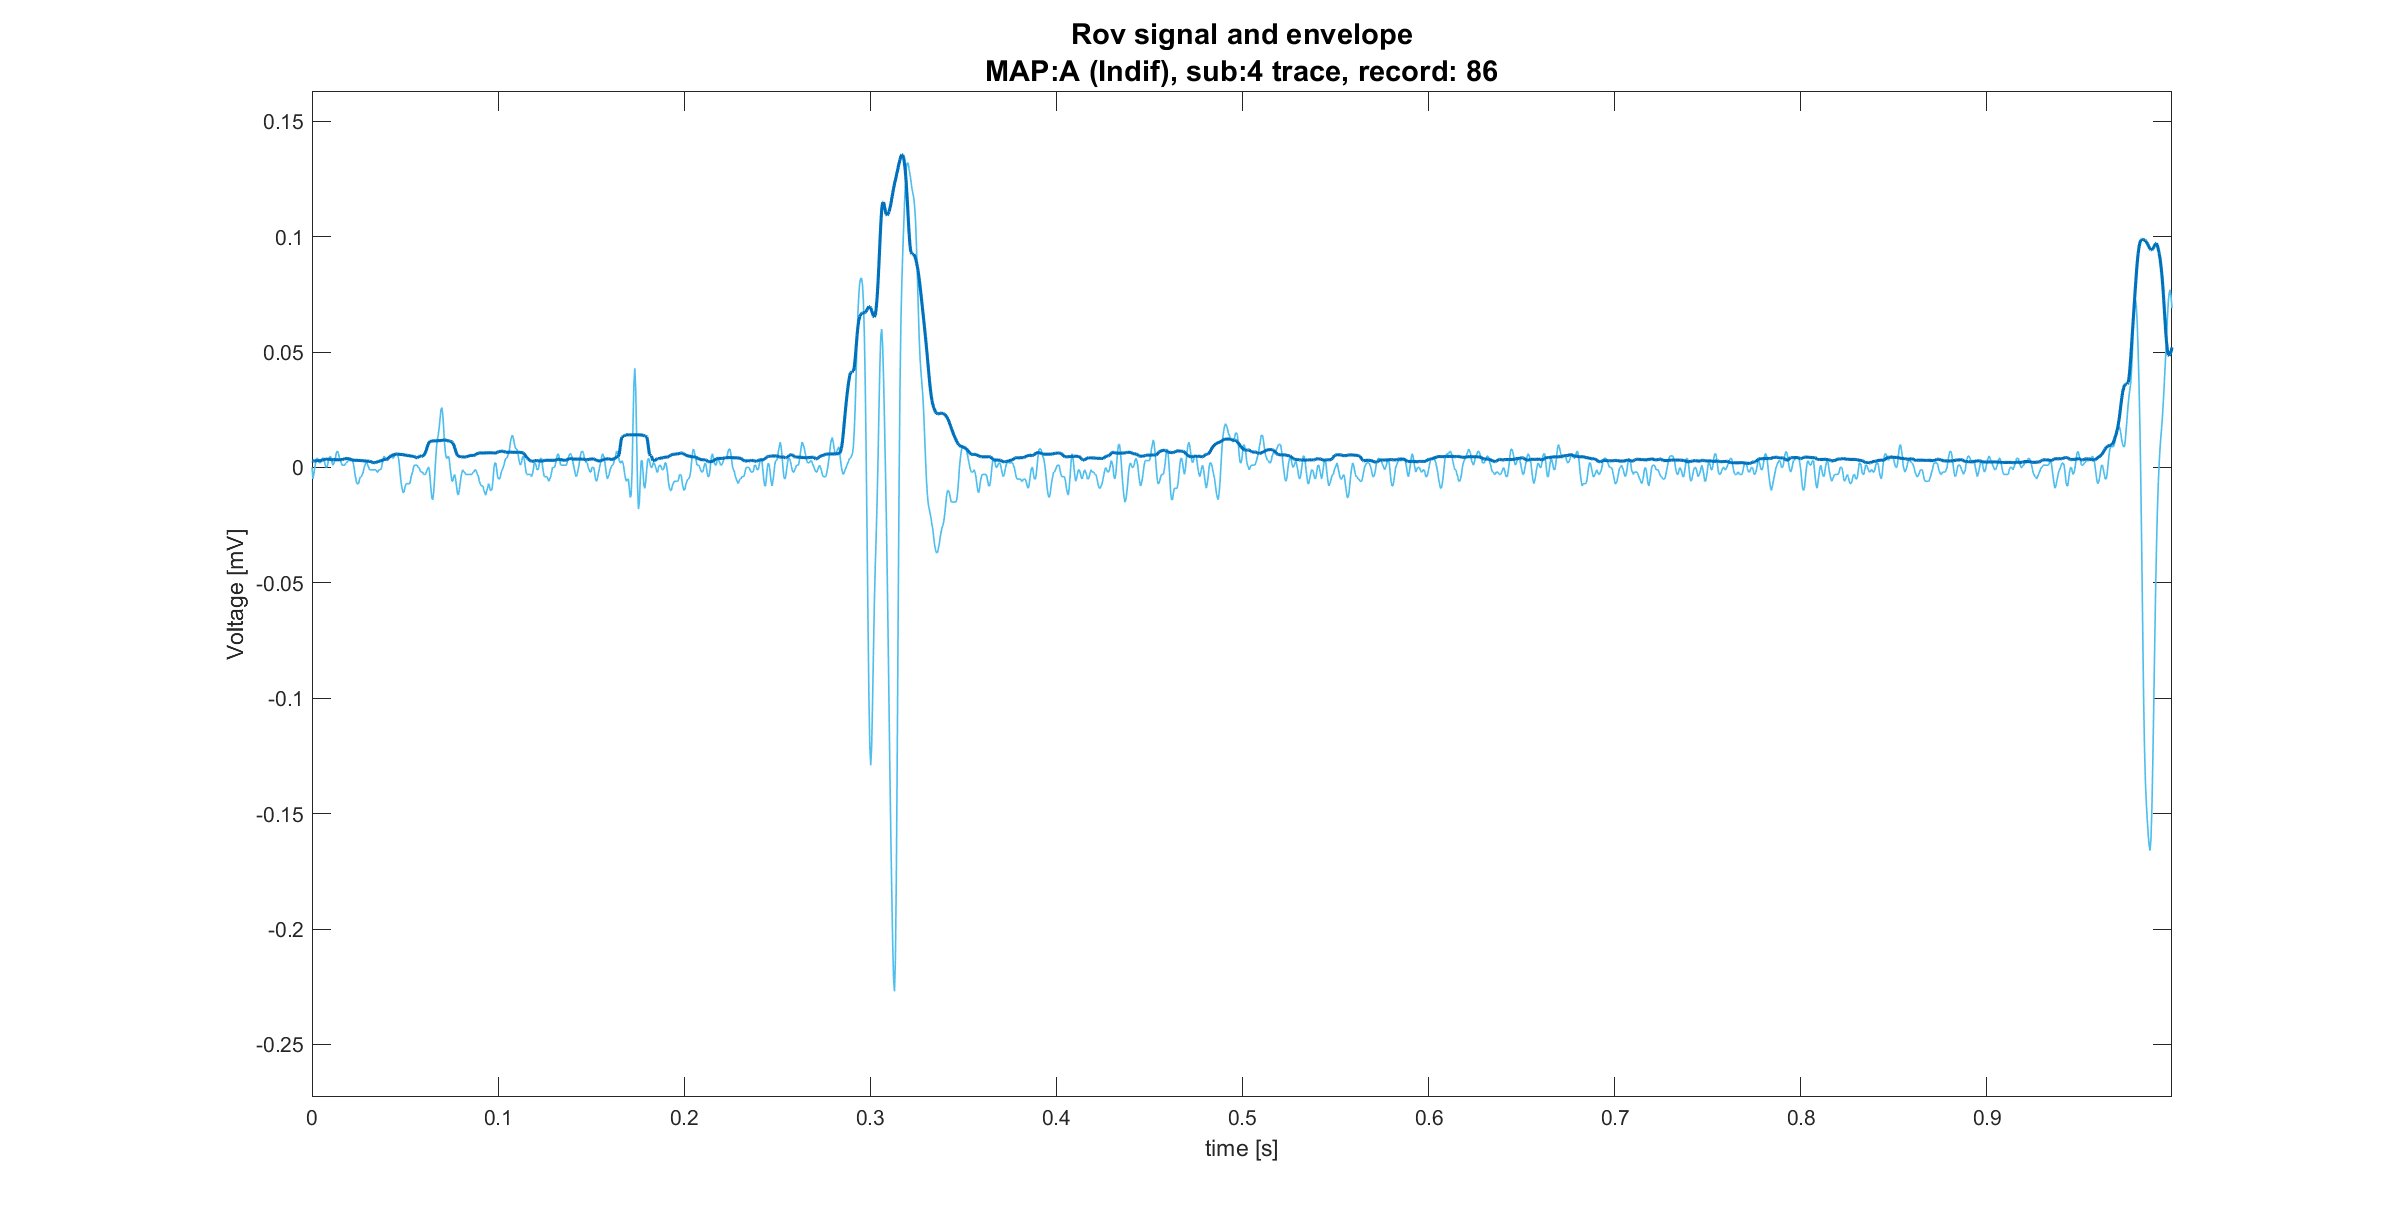 Rov signal and envelope
MAP:A (Indif), sub:4 trace, record: 86
0.15
0.1
0.05
0
-0.05
-0.1
-0.15
-0.2
-0.25
Voltage [mV]
0 0.1 0.2 0.3 0.4 0.5 0.6 0.7 0.8 0.9
time [s]